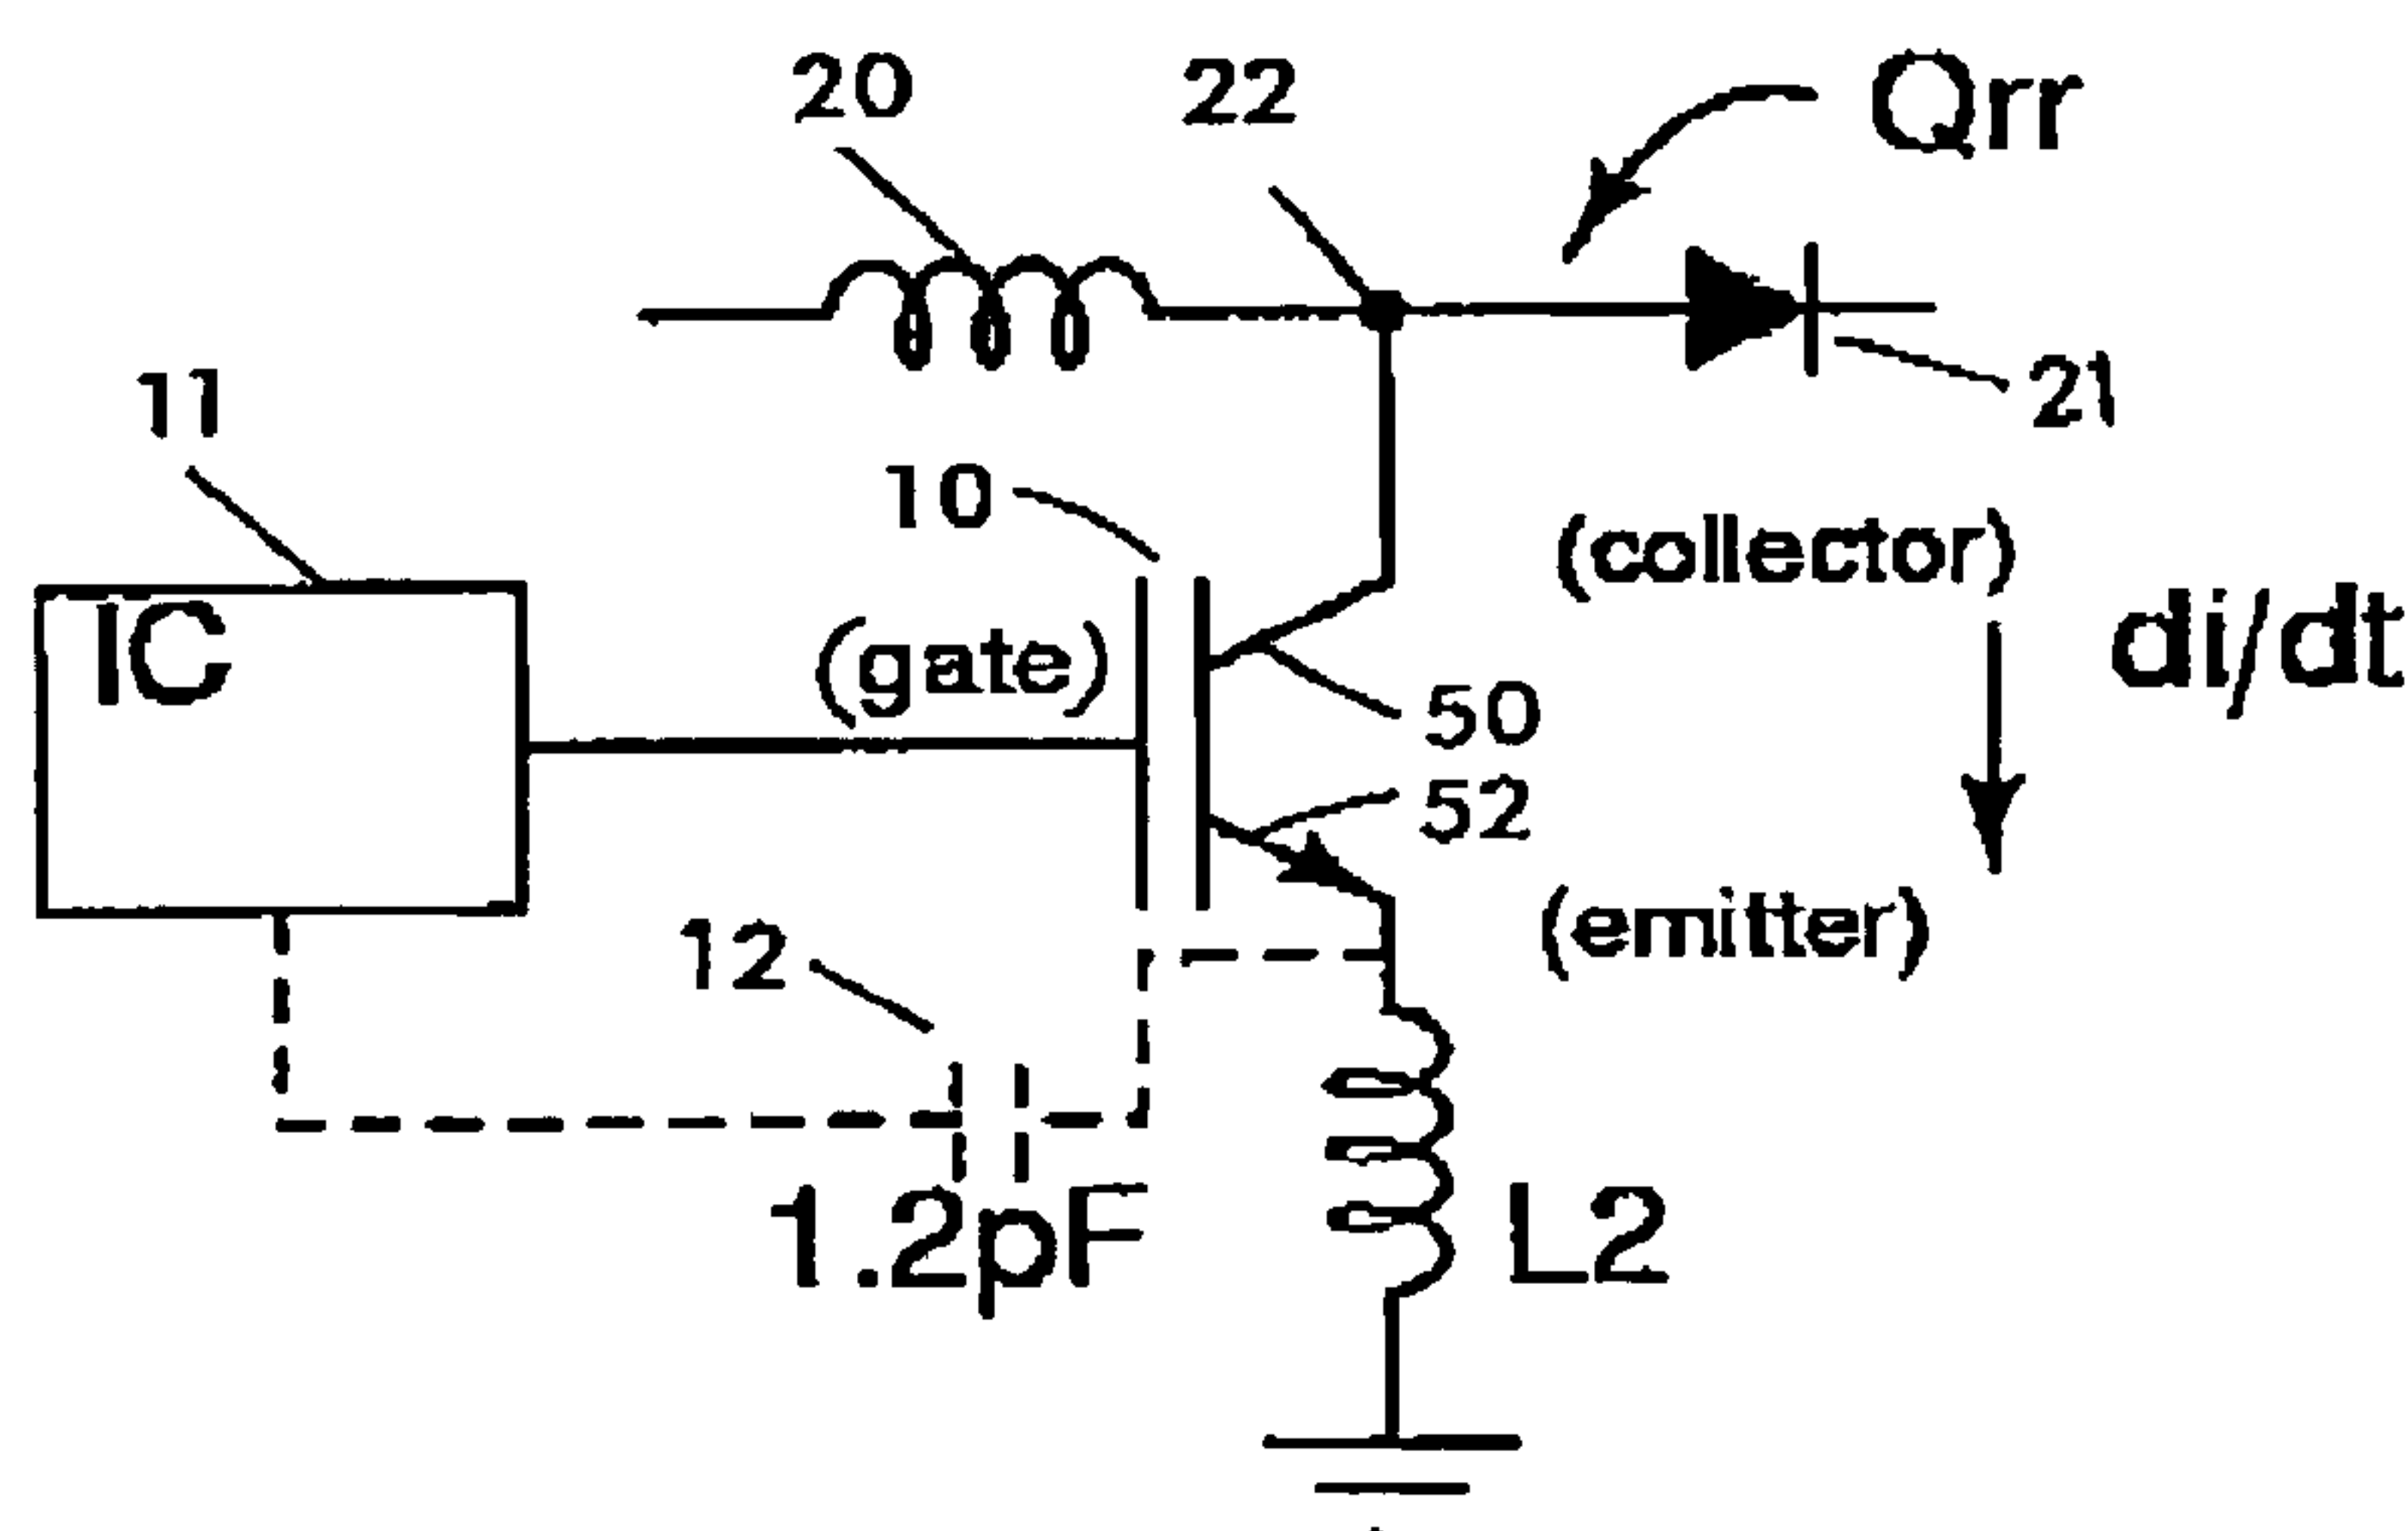 20
22
Qrr
11
21
10
(collector)
IC
di/dt
(gate)
50
52
12
(emitter)
1.2pF
L2